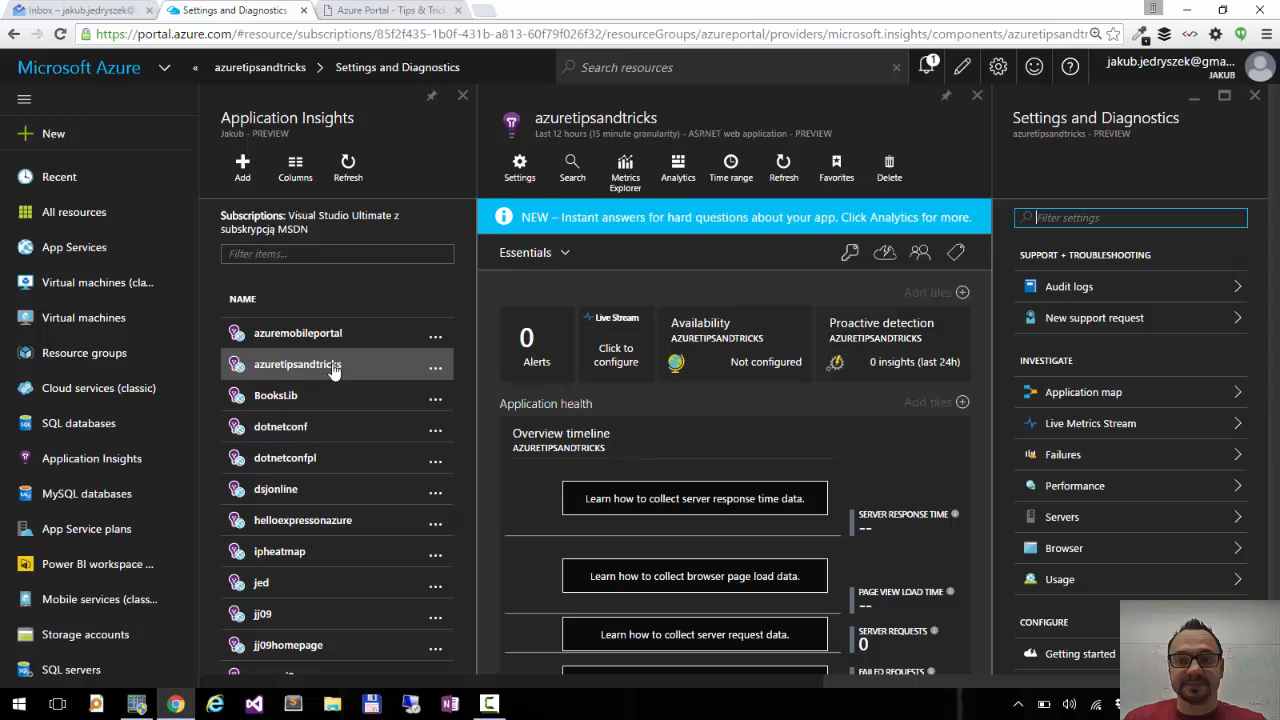 Inbox – jakub.jedryszek@
Settings and Diagnostics
Azure Portal - Tips & Trick
https://portal.azure.com/#resource/subscriptions/85f2f435-1b0f-431b-a61d-6980f79f026f32/resourceGroups/azureportal/providers/microsoft.insights/components/azuretipsandtr
Microsoft Azure
«
azuretipsandtricks
Settings and Diagnostics
Search resources
1
jakub.jedryszek@gma...
JAKUB
New
Recent
All resources
App Services
Virtual machines (cla...
Virtual machines
Resource groups
Cloud services (classic)
SQL databases
Application Insights
MySQL databases
App Service plans
Power BI workspace ...
Mobile services (class...
Storage accounts
SQL servers
Application Insights
Jakub - PREVIEW
Add
Columns
Refresh
Subscriptions: Visual Studio Ultimate z
subskrypcją MSDN
Filter items...
NAME
azuremobileportal
azuretipsandtricks
BooksLib
dotnetconf
dotnetconfpl
dsjonline
helloexpressonazure
ipheatmap
jed
jj09
jj09homepage
azuretipsandtricks
Last 12 hours (15 minute granularity) - ASP.NET web application - PREVIEW
Settings
Search
Metrics
Explorer
Analytics
Time range
Refresh
Favorites
Delete
NEW – Instant answers for hard questions about your app. Click Analytics for more.
Essentials
Add tiles
0
Alerts
Live Stream
Click to
configure
Availability
AZURETIPSANDTRICKS
Not configured
Proactive detection
AZURETIPSANDTRICKS
0 insights (last 24h)
Application health
Add tiles
Overview timeline
AZURETIPSANDTRICKS
Learn how to collect server response time data.
SERVER RESPONSE TIME
--
Learn how to collect browser page load data.
PAGE VIEW LOAD TIME
--
Learn how to collect server request data.
SERVER REQUESTS
0
FAILED REQUESTS
Settings and Diagnostics
azuretipsandtricks - PREVIEW
Filter settings
SUPPORT + TROUBLESHOOTING
Audit logs
New support request
INVESTIGATE
Application map
Live Metrics Stream
Failures
Performance
Servers
Browser
Usage
CONFIGURE
Getting started